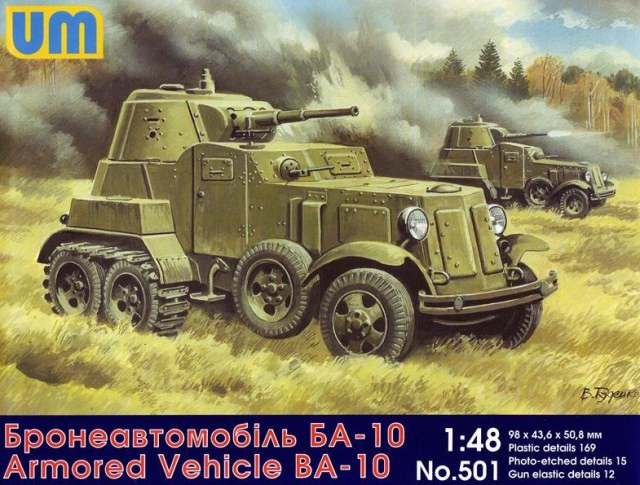 um
Бронеавтомобіль БА-10
Armored Vehicle BA-10
1:48
No.501
98 x 43,6 x 50,8 мм
Plastic details 169
Photo-etched details 15
Gun elastic details 12